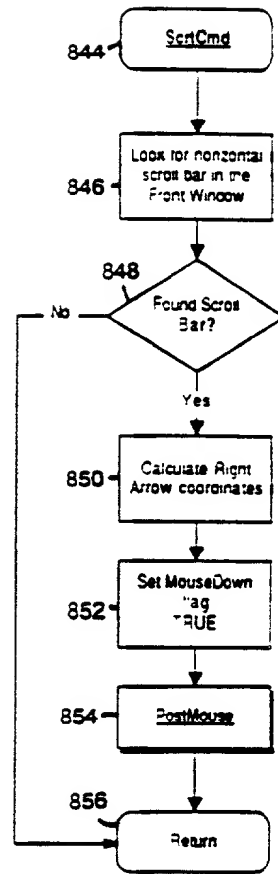 844
ScrtCmd
846
Look for horizontal
scroll bar in the
Front Window
848
Found Scroll
Bar?
No
Yes
850
Calculate Right
Arrow coordinates
852
Set MouseDown
flag
TRUE
854
PostMouse
856
Return